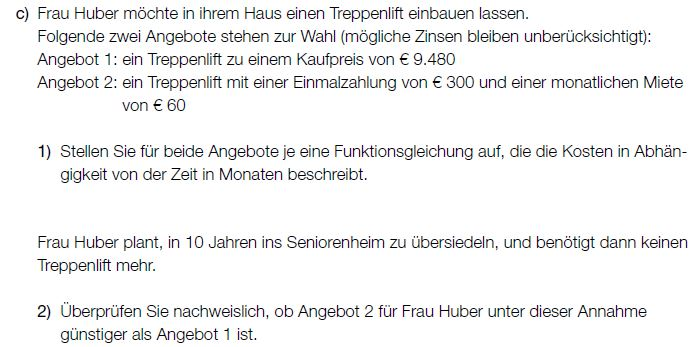 c) Frau Huber möchte in ihrem Haus einen Treppenlift einbauen lassen.
Folgende zwei Angebote stehen zur Wahl (mögliche Zinsen bleiben unberücksichtigt):
Angebot 1: ein Treppenlift zu einem Kaufpreis von € 9.480
Angebot 2: ein Treppenlift mit einer Einmalzahlung von € 300 und einer monatlichen Miete
von € 60
1) Stellen Sie für beide Angebote je eine Funktionsgleichung auf, die die Kosten in Abhän-
gigkeit von der Zeit in Monaten beschreibt.
Frau Huber plant, in 10 Jahren ins Seniorenheim zu übersiedeln, und benötigt dann keinen
Treppenlift mehr.
2) Überprüfen Sie nachweislich, ob Angebot 2 für Frau Huber unter dieser Annahme
günstiger als Angebot 1 ist.